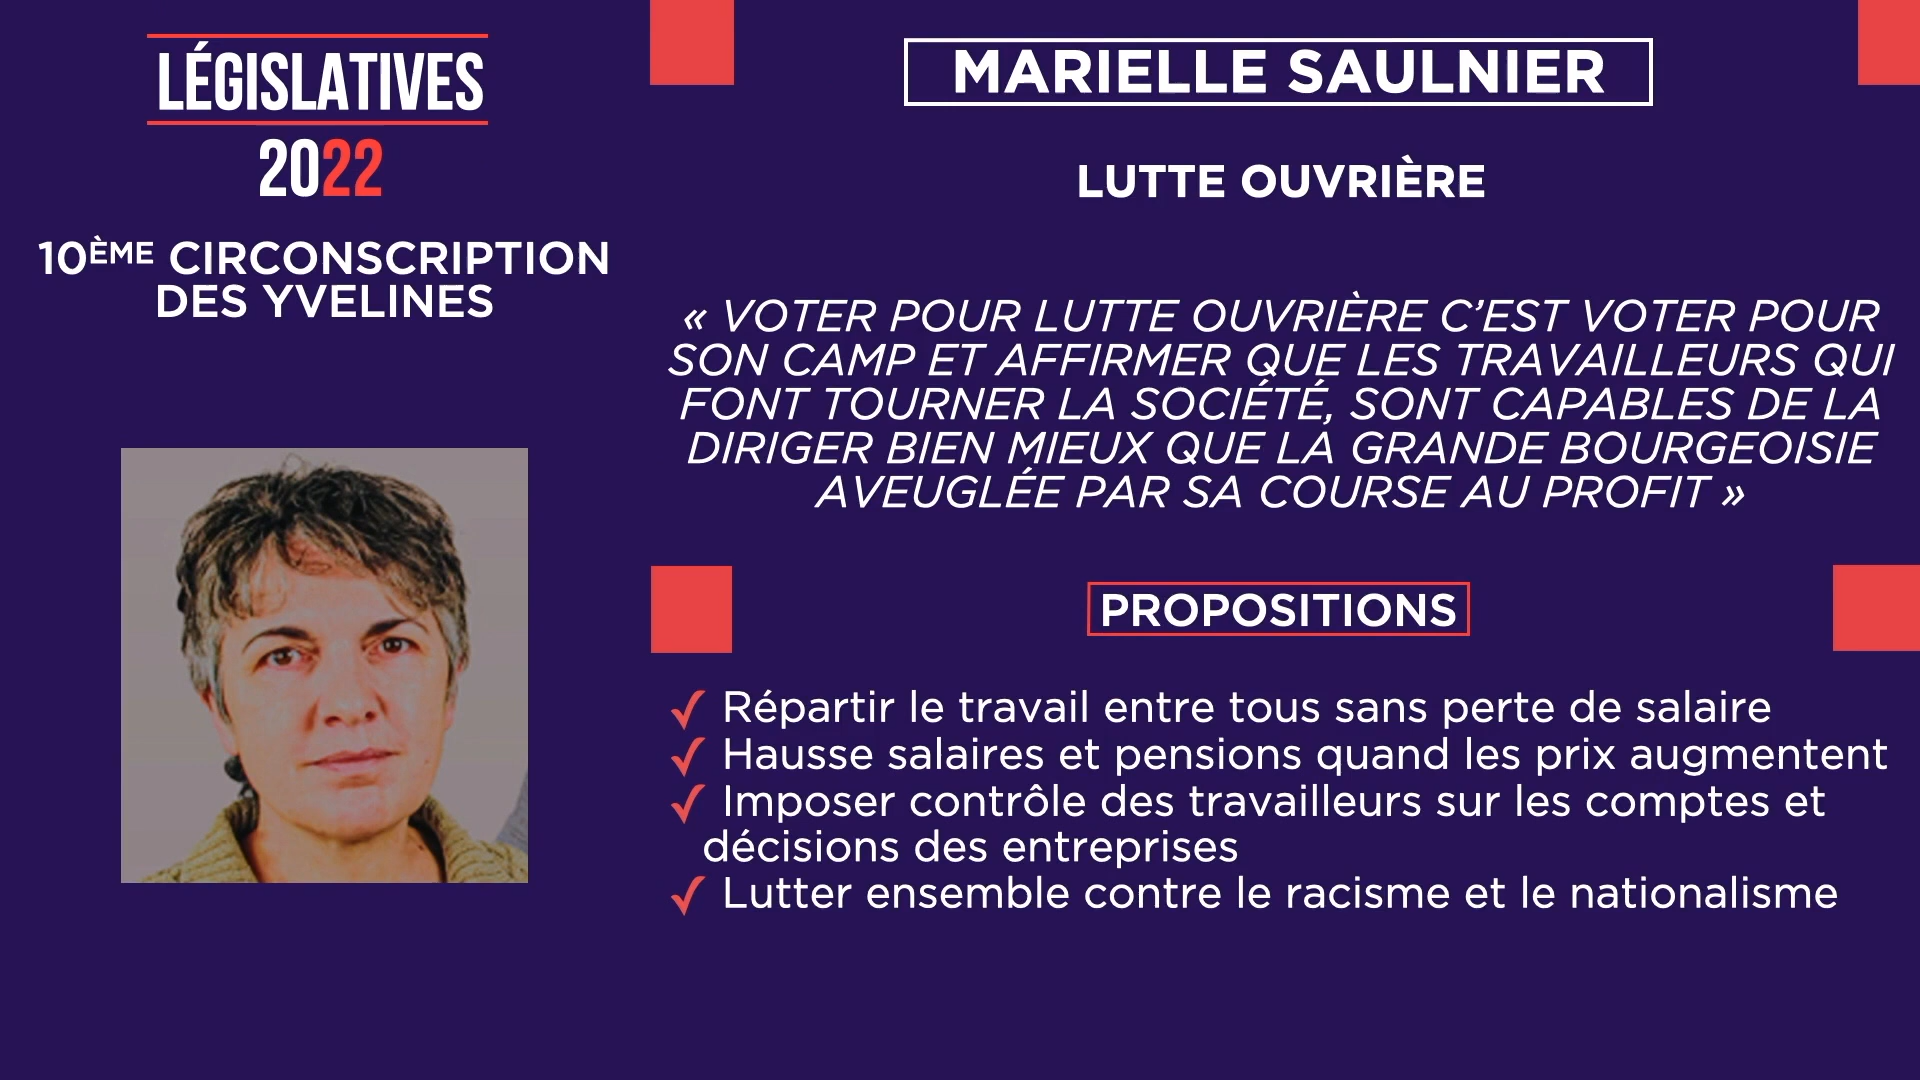 LÉGISLATIVES
2022
10ÈME CIRCONSCRIPTION
DES YVELINES
MARIELLE SAULNIER
LUTTE OUVRIÈRE
« VOTER POUR LUTTE OUVRIÈRE C’EST VOTER POUR
SON CAMP ET AFFIRMER QUE LES TRAVAILLEURS QUI
FONT TOURNER LA SOCIÉTÉ, SONT CAPABLES DE LA
DIRIGER BIEN MIEUX QUE LA GRANDE BOURGEOISIE
AVEUGLÉE PAR SA COURSE AU PROFIT »
PROPOSITIONS
✓ Répartir le travail entre tous sans perte de salaire
✓ Hausse salaires et pensions quand les prix augmentent
✓ Imposer contrôle des travailleurs sur les comptes et
décisions des entreprises
✓ Lutter ensemble contre le racisme et le nationalisme